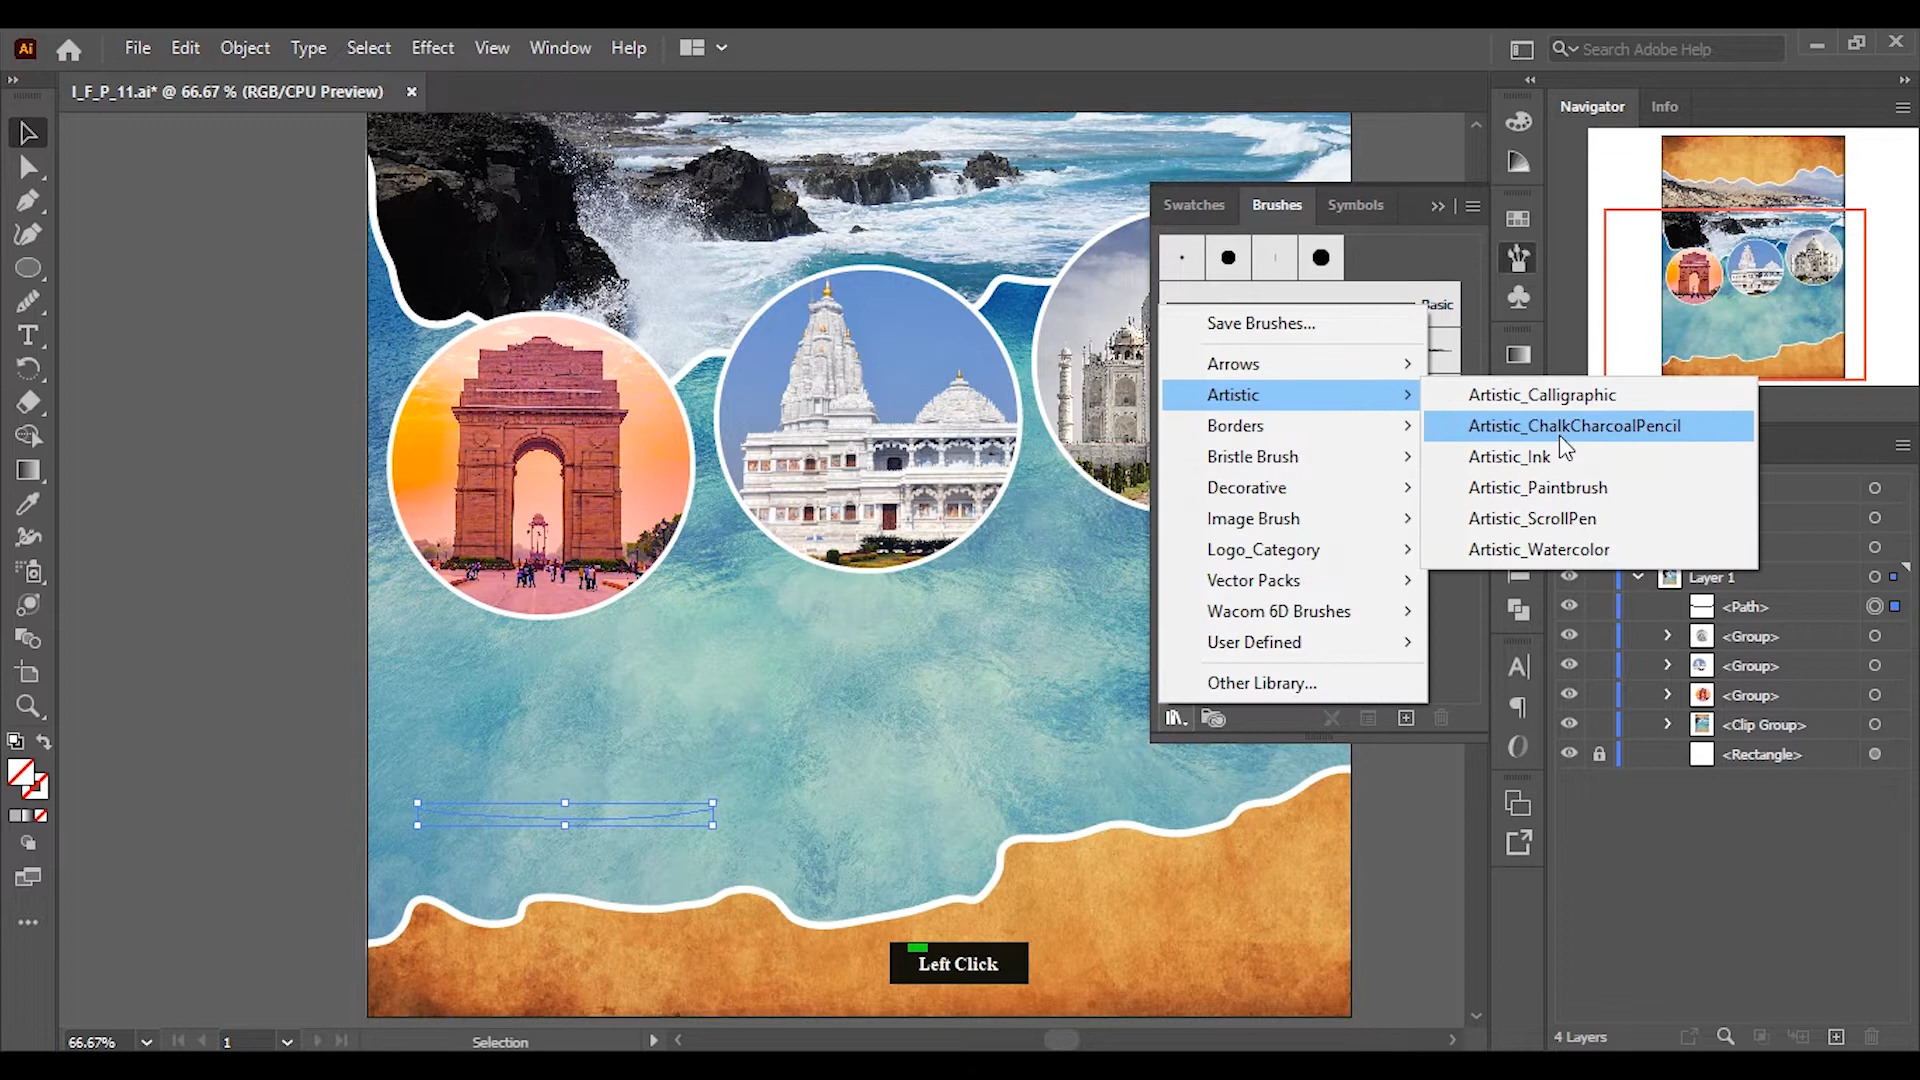 Ai
File Edit Object Type Select Effect View Window Help
Search Adobe Help
I_F_P_11.ai* @ 66.67 % (RGB/CPU Preview)
Navigator Info
Swatches Brushes Symbols
Basic
Save Brushes...
Arrows
Artistic
Borders
Bristle Brush
Decorative
Image Brush
Logo_Category
Vector Packs
Wacom 6D Brushes
User Defined
Other Library...
Artistic_Calligraphic
Artistic_ChalkCharcoalPencil
Artistic_Ink
Artistic_Paintbrush
Artistic_ScrollPen
Artistic_Watercolor
Layer 1
<Path>
<Group>
<Group>
<Group>
<Clip Group>
<Rectangle>
Left Click
66.67% 1 Selection
4 Layers